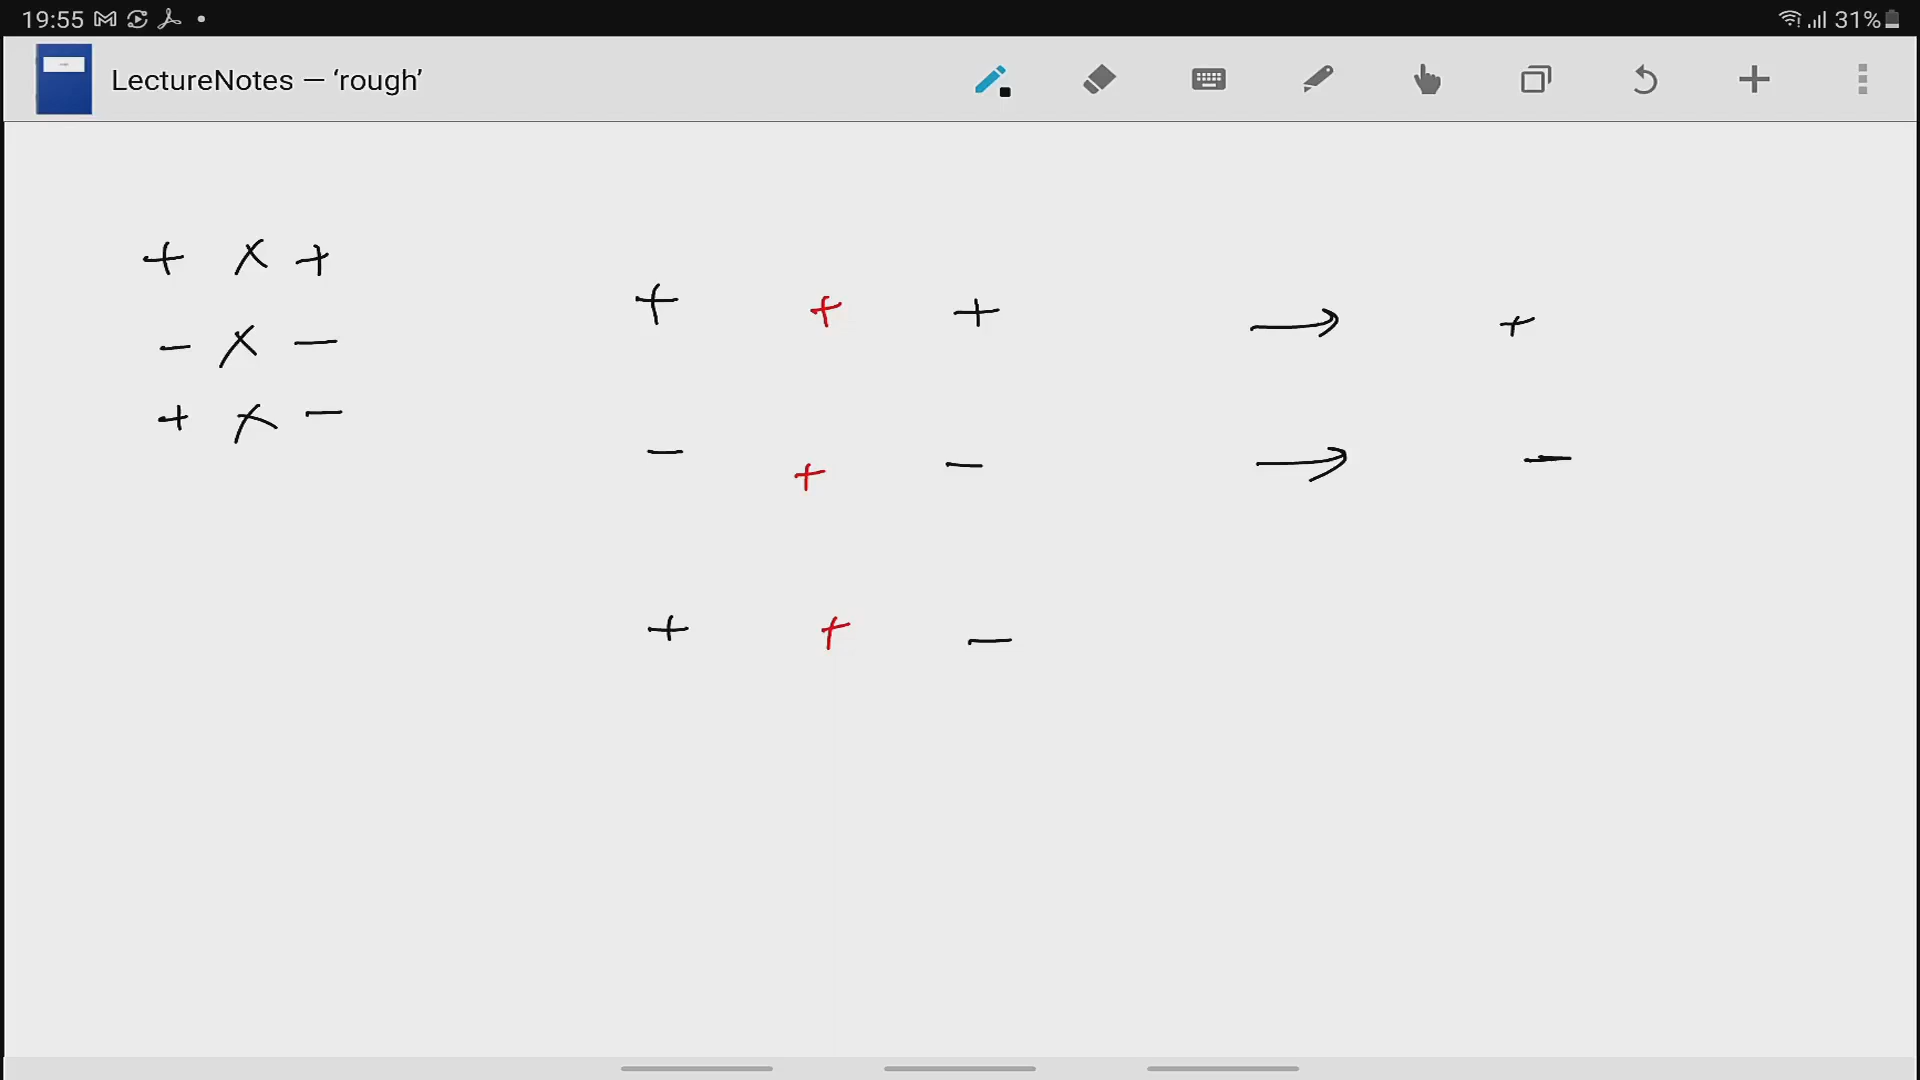 19:55 31%
LectureNotes — ‘rough’
+ × +
- × -
+ × -
+ + + → +
- + - → -
+ + -